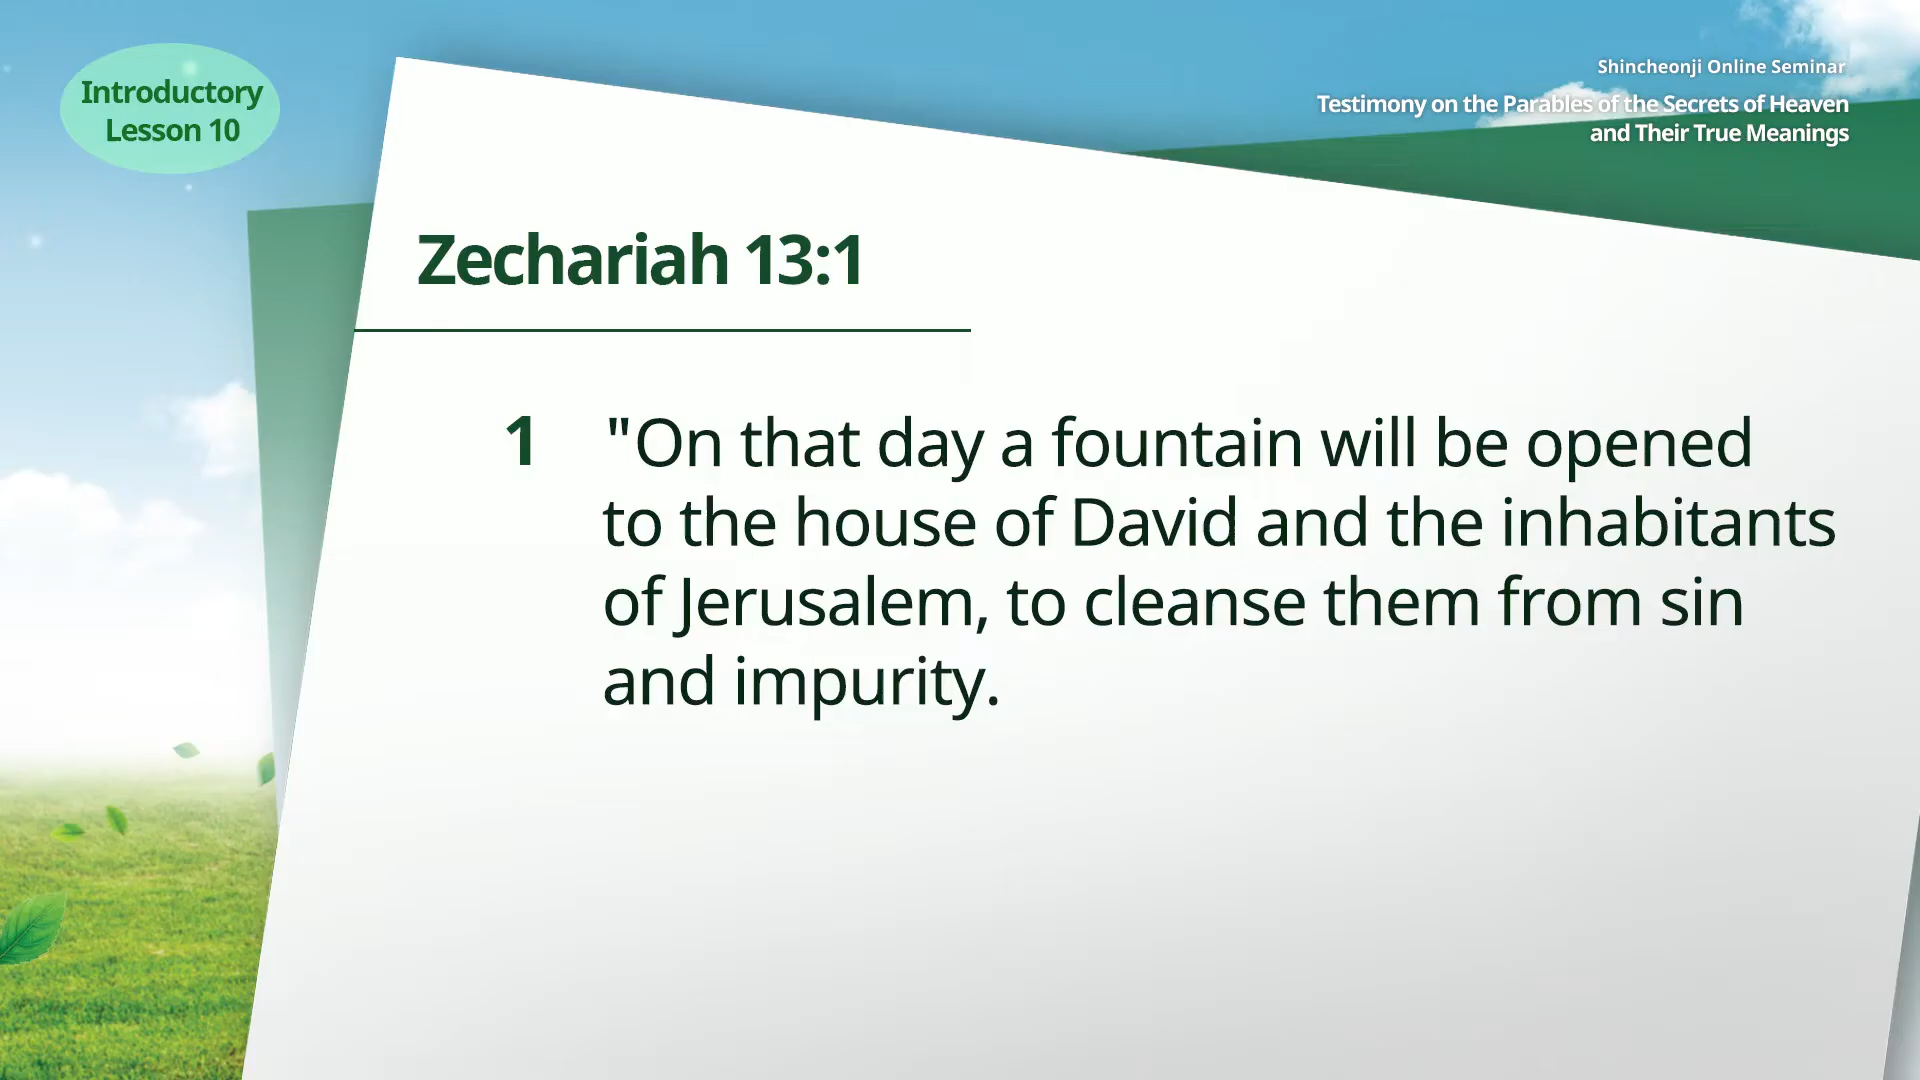 Introductory
Lesson 10
Shincheonji Online Seminar
Testimony on the Parables of the Secrets of Heaven
and Their True Meanings
Zechariah 13:1
1 "On that day a fountain will be opened
to the house of David and the inhabitants
of Jerusalem, to cleanse them from sin
and impurity.